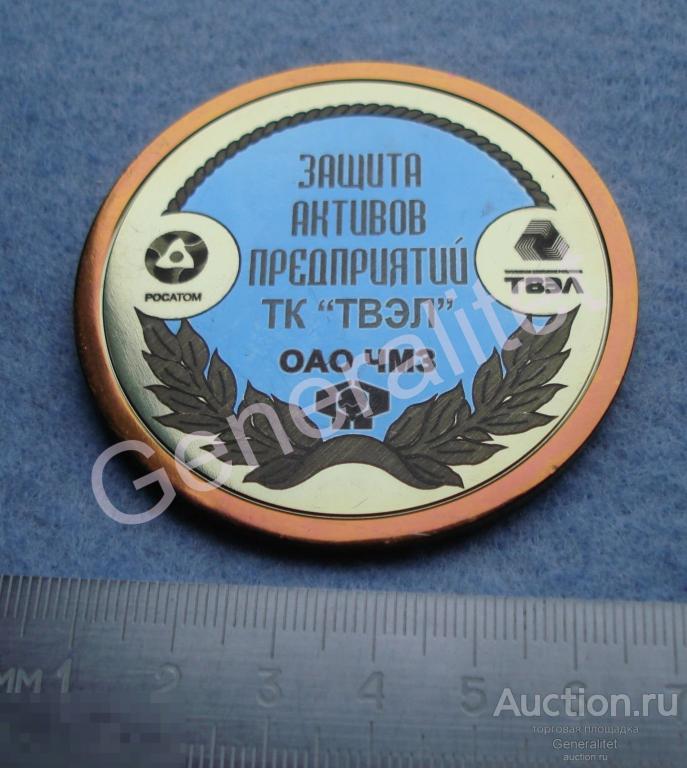 ЗАЩИТА
АКТИВОВ
ПРЕДПРИЯТИЙ
ТК “ТВЭЛ”
ОАО ЧМЗ
РОСАТОМ
ТВЭЛ
Generalitet
ММ 1 2 3 4 5 6 7
Auction.ru
торговая площадка
Generalitet
auction.ru